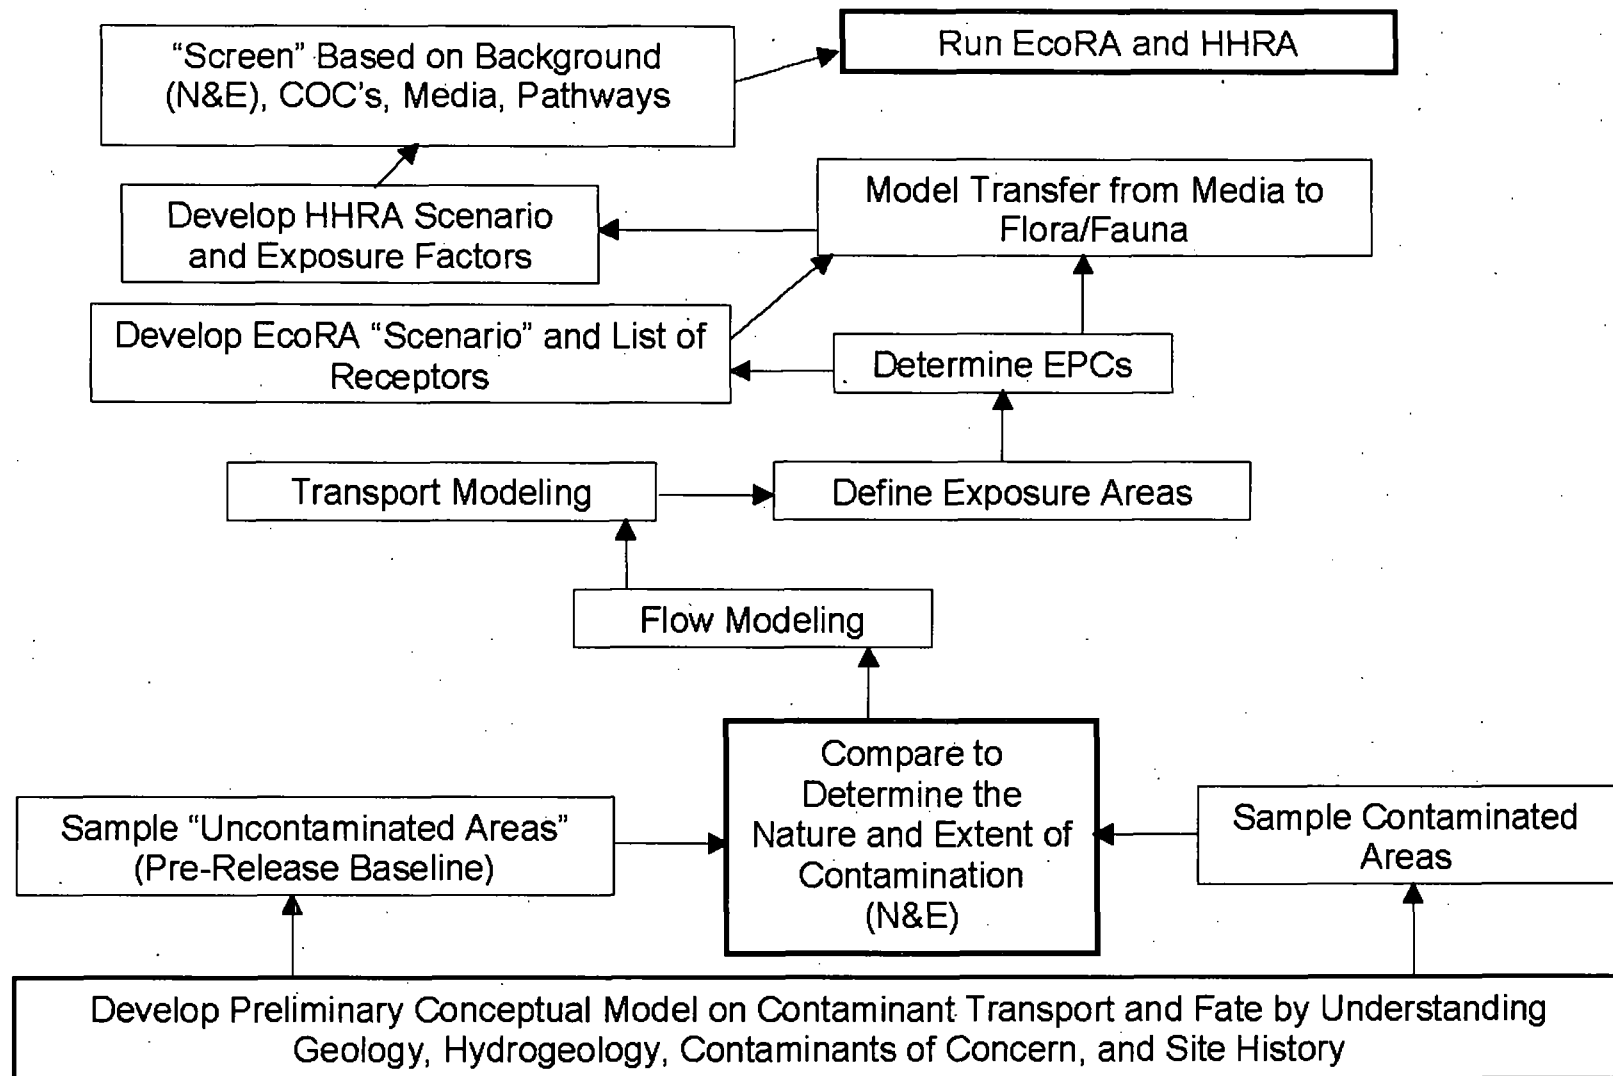 “Screen” Based on Background
(N&E), COC’s, Media, Pathways
Run EcoRA and HHRA
Model Transfer from Media to
Flora/Fauna
Develop HHRA Scenario
and Exposure Factors
Develop EcoRA “Scenario” and List of
Receptors
Determine EPCs
Transport Modeling
Define Exposure Areas
Flow Modeling
Compare to
Determine the
Nature and Extent of
Contamination
(N&E)
Sample “Uncontaminated Areas”
(Pre-Release Baseline)
Sample Contaminated
Areas
Develop Preliminary Conceptual Model on Contaminant Transport and Fate by Understanding
Geology, Hydrogeology, Contaminants of Concern, and Site History